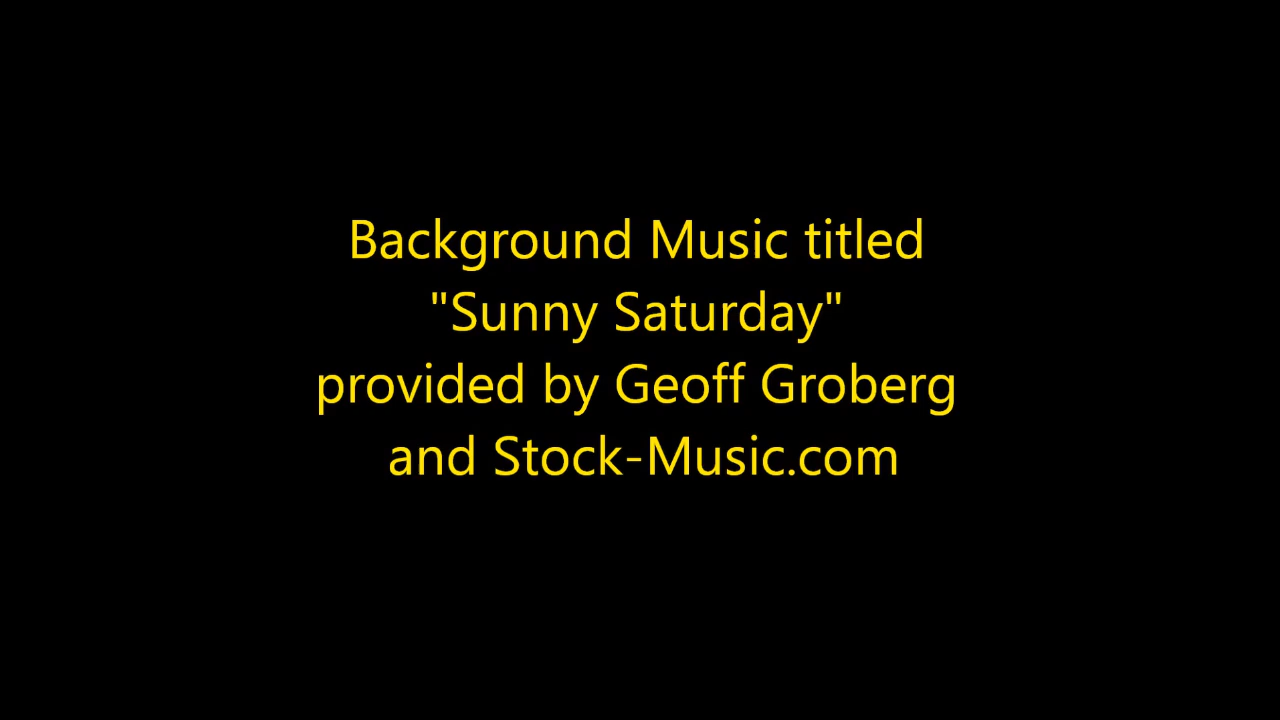 Background Music titled
"Sunny Saturday"
provided by Geoff Groberg
and Stock-Music.com